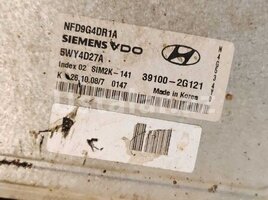 NFD9G4DR1A
SIEMENS VDO
5WY4D27A
Index 02 SIM2K-141
39100-2G121
K 26.10.08/7 0147
Made in Korea